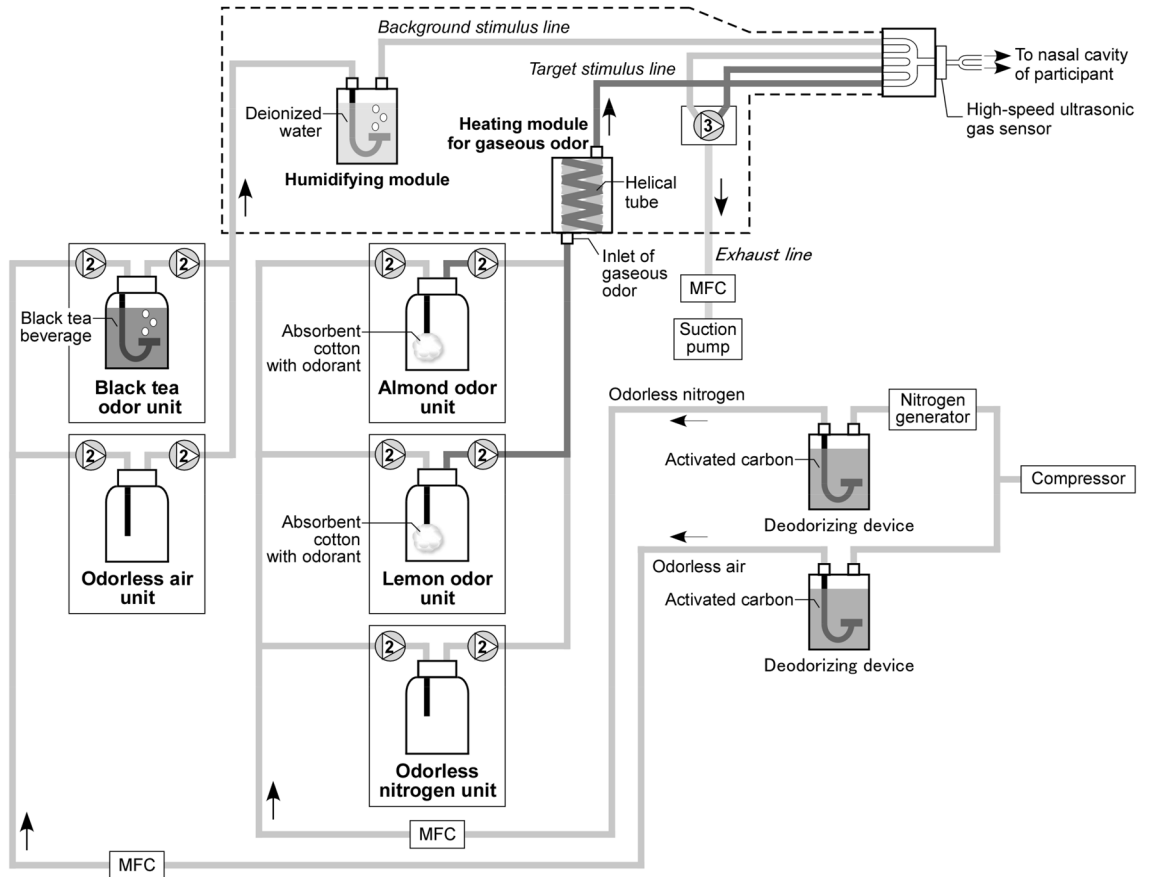 Background stimulus line
Target stimulus line
To nasal cavity
of participant
High-speed ultrasonic
gas sensor
Deionized
water
Humidifying module
Heating module
for gaseous odor
3
Helical
tube
Inlet of
gaseous
odor
Exhaust line
MFC
Suction
pump
2
2
Black tea
beverage
Black tea
odor unit
2
2
Absorbent
cotton
with odorant
Almond odor
unit
2
2
Odorless air
unit
2
2
Absorbent
cotton
with odorant
Lemon odor
unit
2
2
Odorless
nitrogen unit
Odorless nitrogen
Nitrogen
generator
Activated carbon
Compressor
Deodorizing device
Odorless air
Activated carbon
Deodorizing device
MFC
MFC